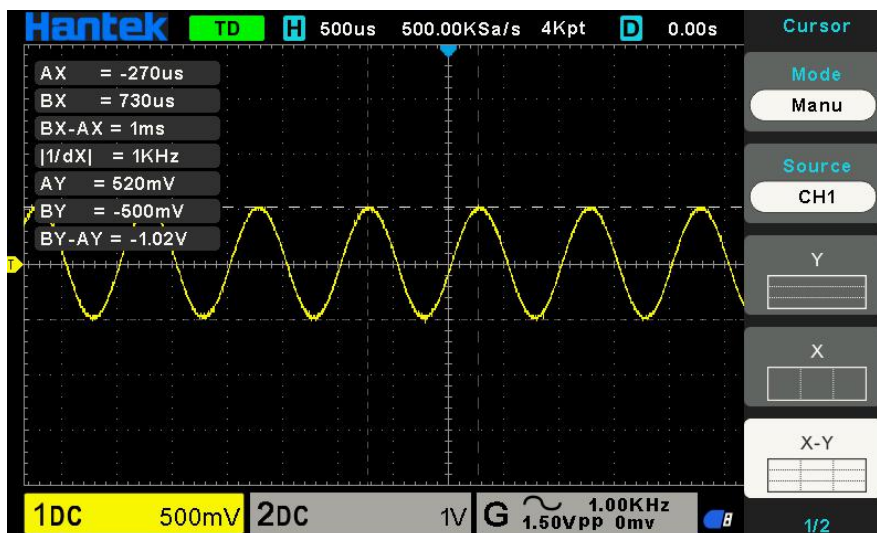 Hantek TD H 500us 500.00KSa/s 4Kpt D 0.00s Cursor
AX = -270us
BX = 730us
BX-AX = 1ms
|1/dX| = 1KHz
AY = 520mV
BY = -500mV
BY-AY = -1.02V
T
Mode
Manu
Source
CH1
Y
X
X-Y
1/2
1DC 500mV 2DC 1V G 1.00KHz
1.50Vpp 0mv